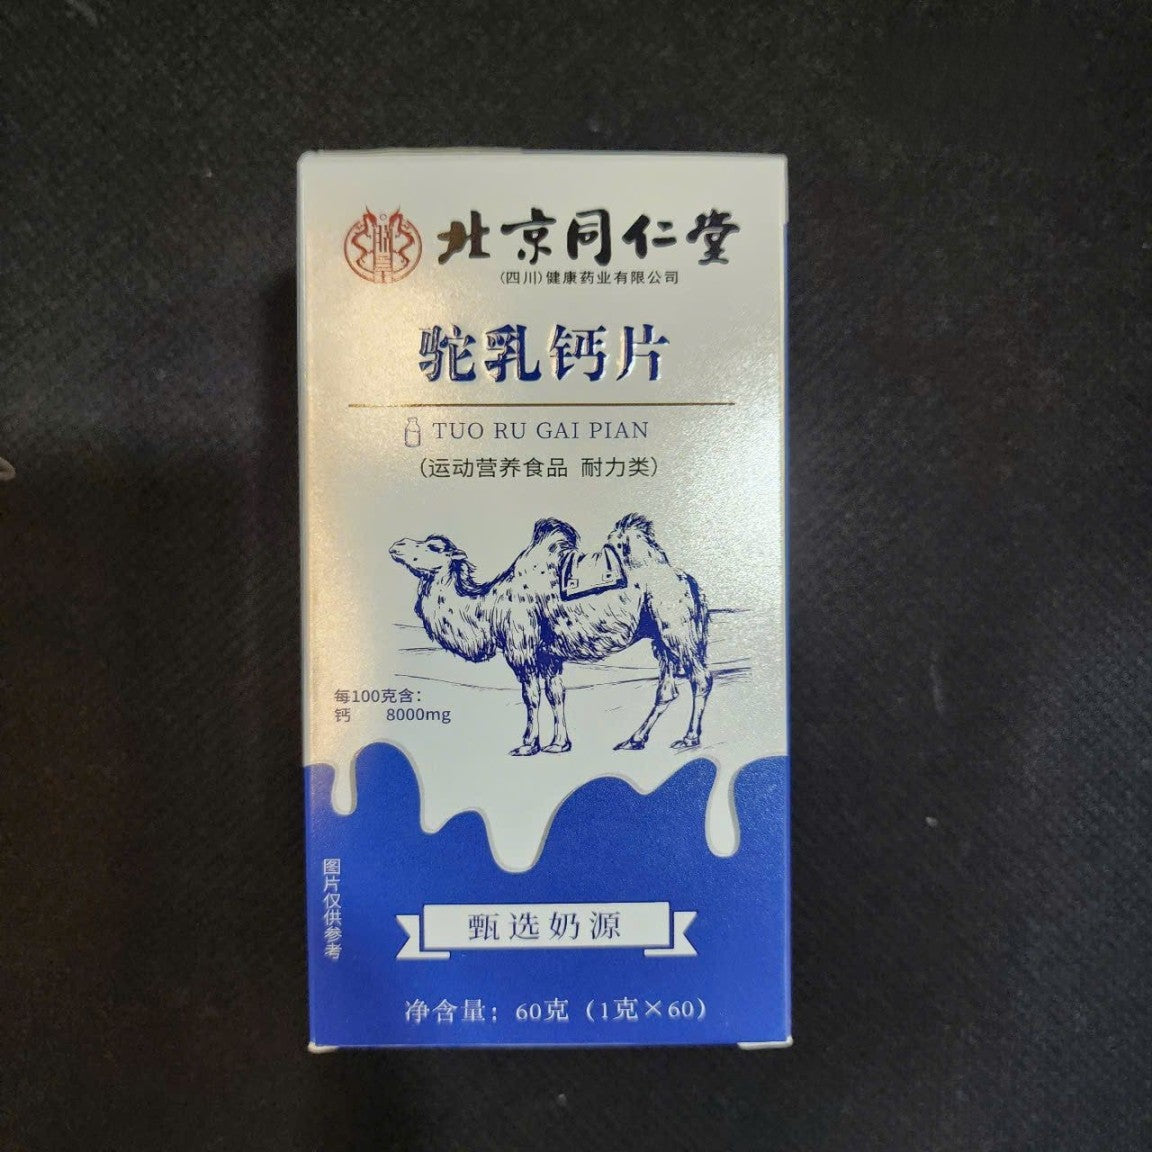 北京同仁堂
(四川)健康药业有限公司
驼乳钙片
TUO RU GAI PIAN
(运动营养食品 耐力类)
每100克含:
钙 8000mg
图片仅供参考
甄选奶源
净含量: 60克 (1克×60)